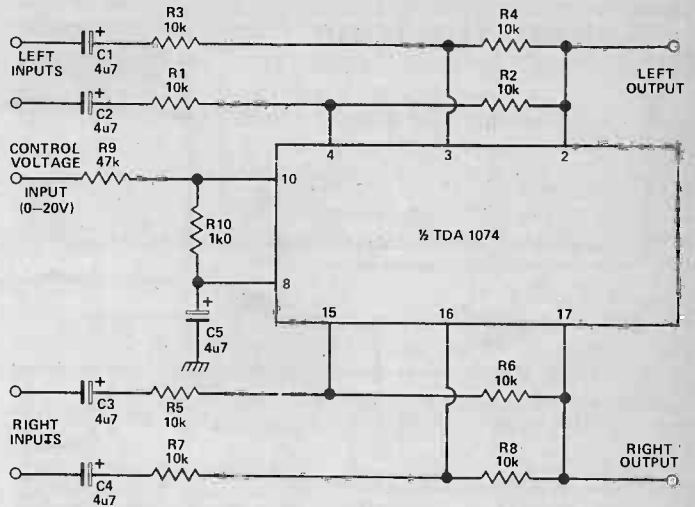 R3
10k
R4
10k
LEFT
INPUTS
C1
4u7
+
R1
10k
R2
10k
LEFT
OUTPUT
C2
4u7
+
CONTROL
VOLTAGE
INPUT
(0–20V)
R9
47k
4
3
2
10
R10
1k0
½ TDA 1074
8
+
C5
4u7
15
16
17
R6
10k
RIGHT
INPUTS
C3
4u7
+
R5
10k
R7
10k
R8
10k
RIGHT
OUTPUT
C4
4u7
+